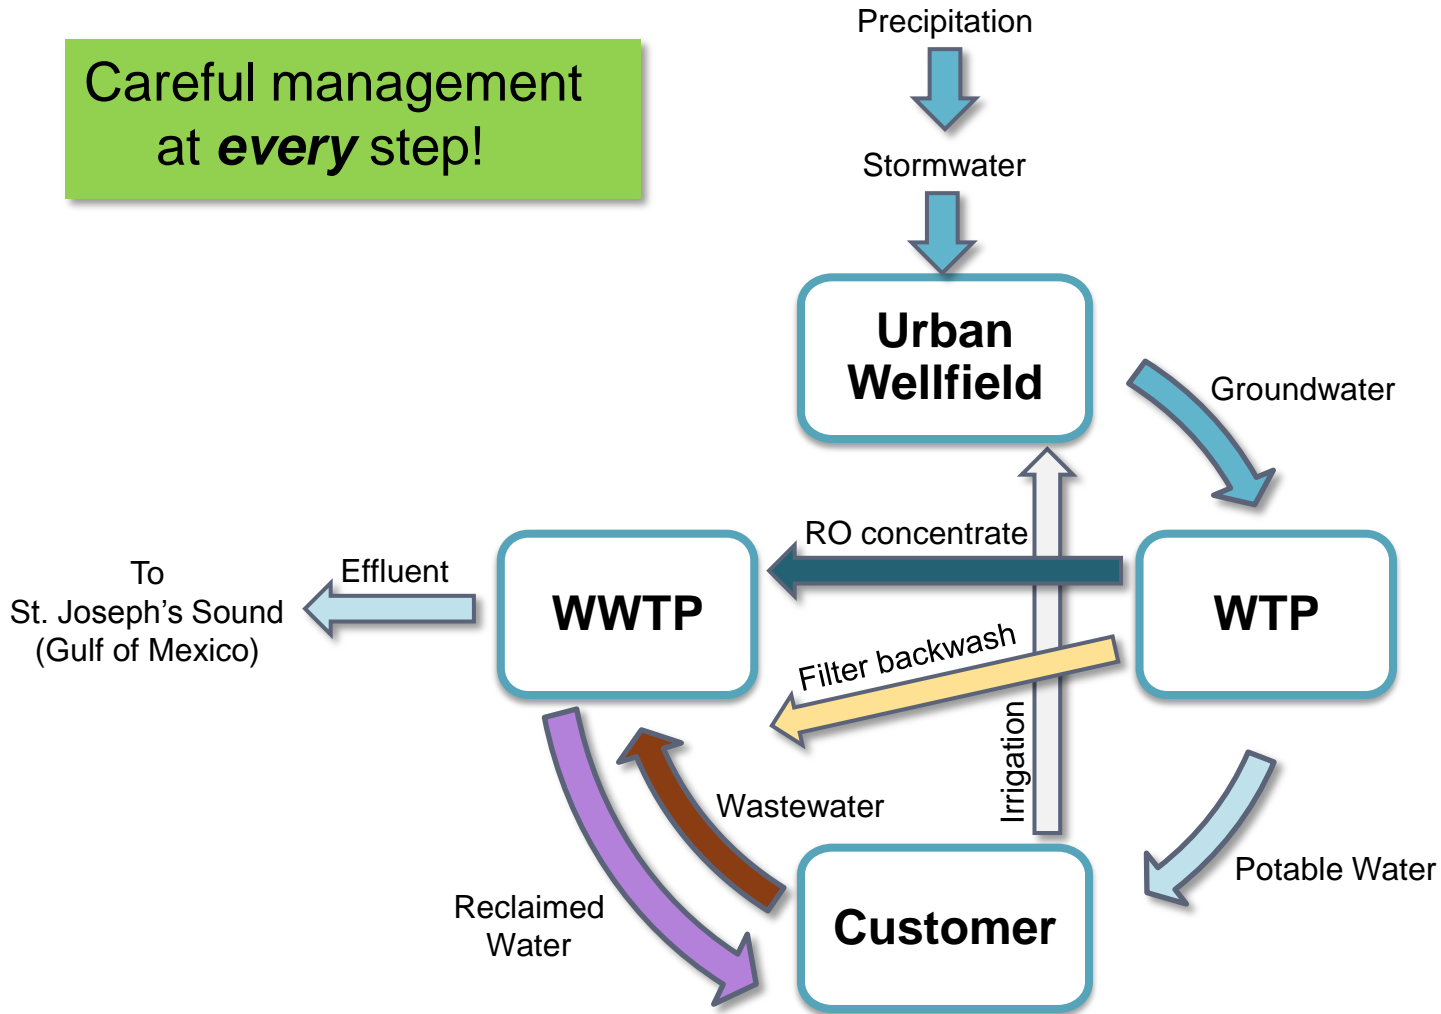 Precipitation
Careful management
at every step!
Stormwater
Urban
Wellfield
Groundwater
RO concentrate
Effluent
To
St. Joseph’s Sound
(Gulf of Mexico)
WWTP
WTP
Filter backwash
Irrigation
Wastewater
Potable Water
Reclaimed
Water
Customer